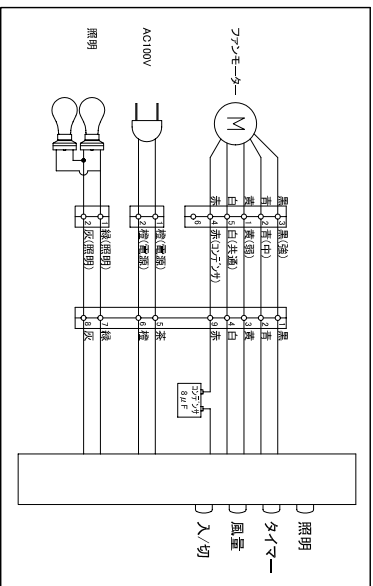 ファンモーター
M
黒
青
黄
白
赤
3 黒(強)
2 青(中)
1 黄(弱)
5 白(共通)
4 赤(コンデンサ)
6
1 黒
2 青
3 黄
4 白
9 赤
コンデンサ
8μF
AC100V
1 橙(電源)
2 橙(電源)
5 茶
6 橙
照明
1 緑(照明)
2 灰(照明)
7 緑
8 灰
照明
タイマー
風量
入/切